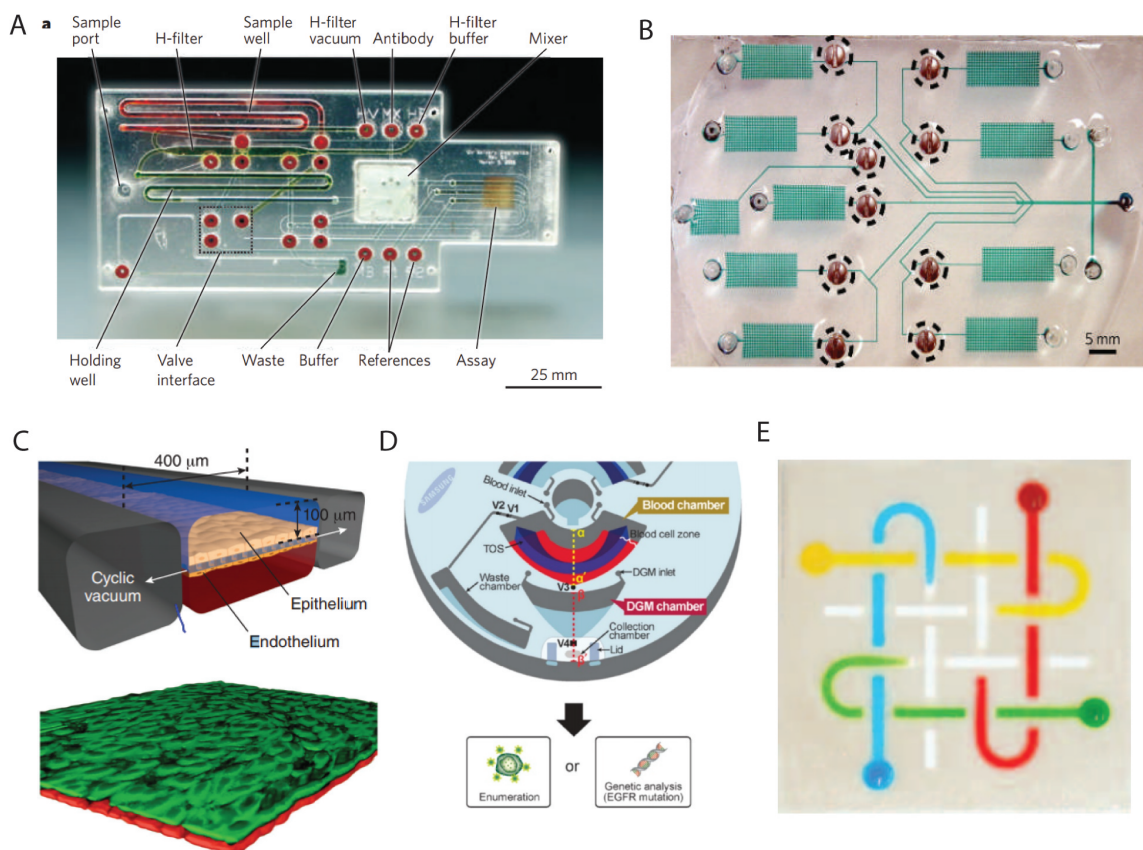 A
a
Sample
port
H-filter
Sample
well
H-filter
vacuum
Antibody
H-filter
buffer
Mixer
Holding
well
Valve
interface
Waste
Buffer
References
Assay
25 mm
B
5 mm
C
400 μm
100 μm
Cyclic
vacuum
Epithelium
Endothelium
D
SAMSUNG
Blood inlet
V2 V1
Blood chamber
α
TOS
Blood cell zone
Waste
chamber
α'
DGM inlet
V3
β
DGM chamber
Collection
chamber
V4
Lid
β'
Enumeration
or
Genetic analysis
(EGFR mutation)
E